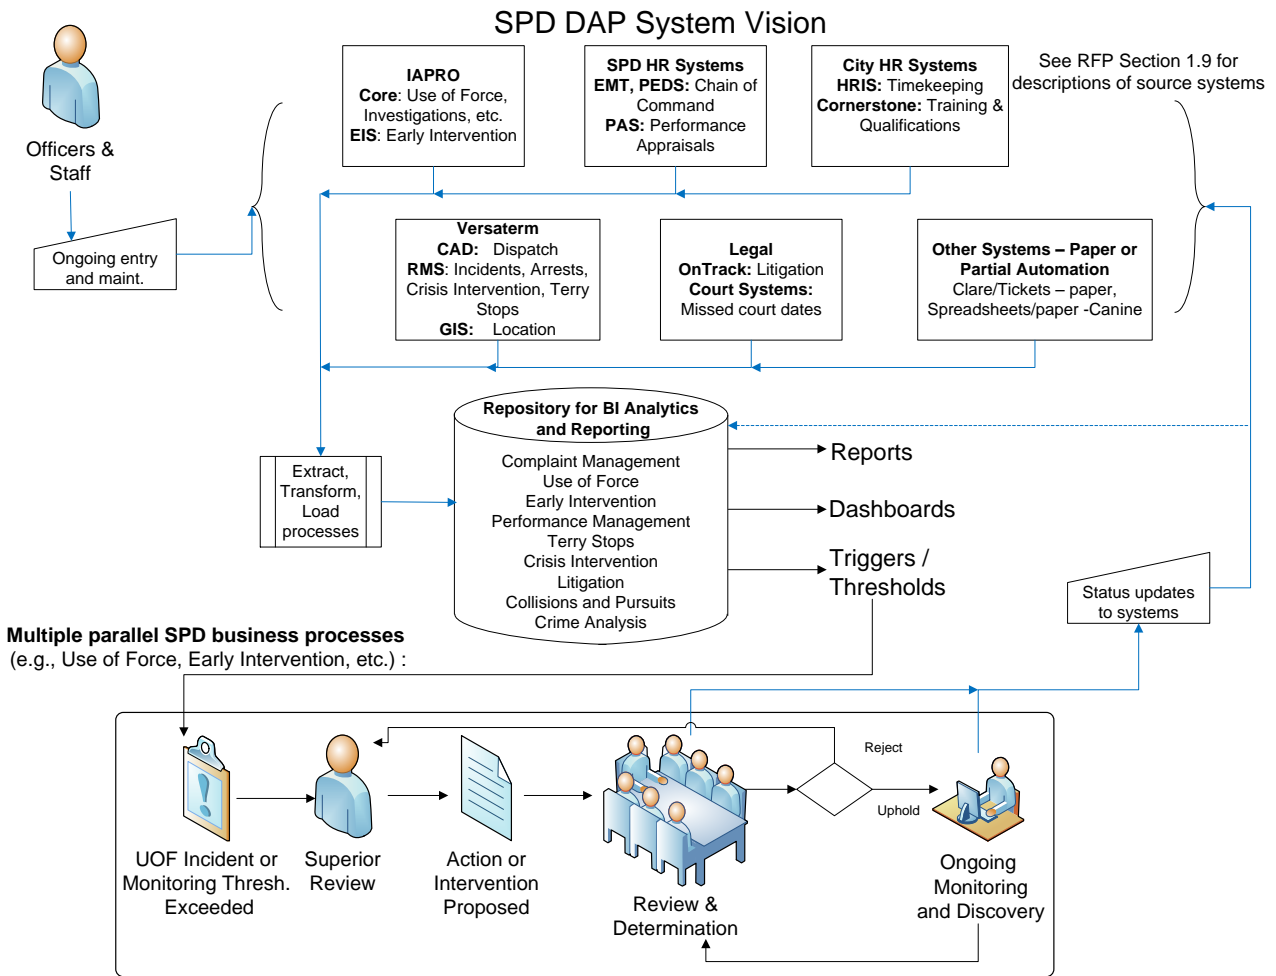 SPD DAP System Vision
Officers &
Staff
Ongoing entry
and maint.
IAPRO
Core: Use of Force,
Investigations, etc.
EIS: Early Intervention
SPD HR Systems
EMT, PEDS: Chain of
Command
PAS: Performance
Appraisals
City HR Systems
HRIS: Timekeeping
Cornerstone: Training &
Qualifications
See RFP Section 1.9 for
descriptions of source systems
Versaterm
CAD: Dispatch
RMS: Incidents, Arrests,
Crisis Intervention, Terry
Stops
GIS: Location
Legal
OnTrack: Litigation
Court Systems:
Missed court dates
Other Systems – Paper or
Partial Automation
Clare/Tickets – paper,
Spreadsheets/paper -Canine
Extract,
Transform,
Load
processes
Repository for BI Analytics
and Reporting
Complaint Management
Use of Force
Early Intervention
Performance Management
Terry Stops
Crisis Intervention
Litigation
Collisions and Pursuits
Crime Analysis
Reports
Dashboards
Triggers /
Thresholds
Status updates
to systems
Multiple parallel SPD business processes
(e.g., Use of Force, Early Intervention, etc.) :
UOF Incident or
Monitoring Thresh.
Exceeded
Superior
Review
Action or
Intervention
Proposed
Review &
Determination
Reject
Uphold
Ongoing
Monitoring
and Discovery